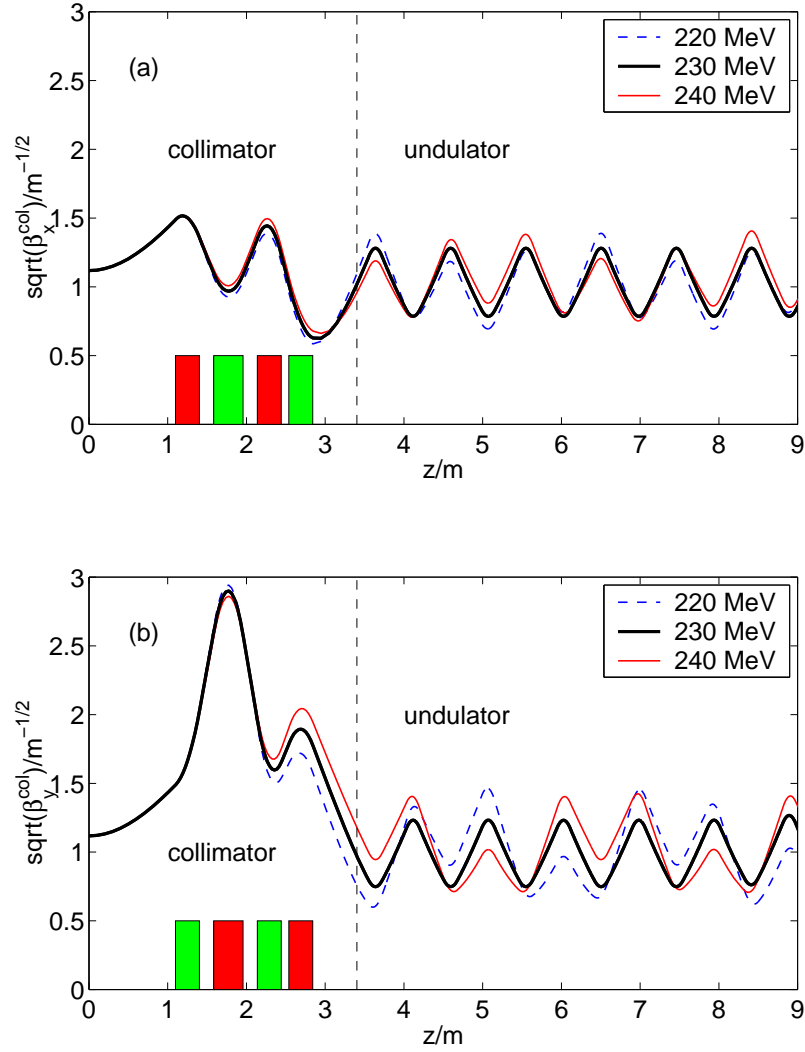 3
2.5
2
1.5
1
0.5
0
sqrt(β_x^col)/m^−1/2
(a)
collimator
undulator
220 MeV
230 MeV
240 MeV
0 1 2 3 4 5 6 7 8 9
z/m
3
2.5
2
1.5
1
0.5
0
sqrt(β_y^col)/m^−1/2
(b)
220 MeV
230 MeV
240 MeV
undulator
collimator
0 1 2 3 4 5 6 7 8 9
z/m